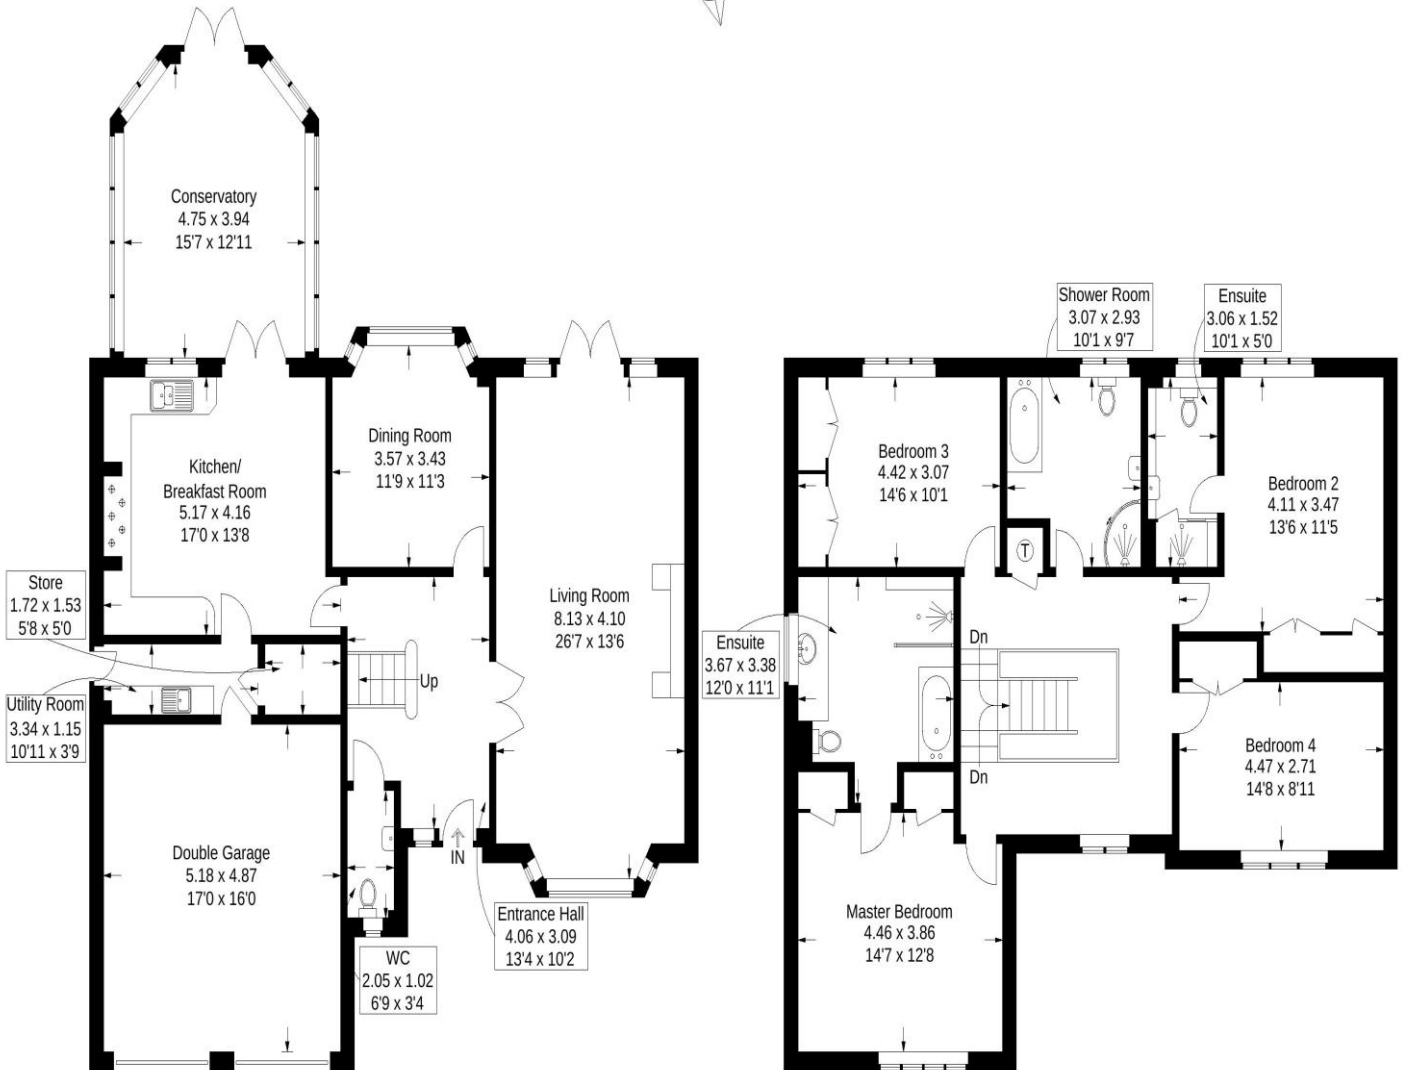 Conservatory
4.75 x 3.94
15'7 x 12'11
Kitchen/
Breakfast Room
5.17 x 4.16
17'0 x 13'8
Dining Room
3.57 x 3.43
11'9 x 11'3
Living Room
8.13 x 4.10
26'7 x 13'6
Store
1.72 x 1.53
5'8 x 5'0
Utility Room
3.34 x 1.15
10'11 x 3'9
Up
Double Garage
5.18 x 4.87
17'0 x 16'0
IN
Entrance Hall
4.06 x 3.09
13'4 x 10'2
WC
2.05 x 1.02
6'9 x 3'4
Shower Room
3.07 x 2.93
10'1 x 9'7
Ensuite
3.06 x 1.52
10'1 x 5'0
Bedroom 3
4.42 x 3.07
14'6 x 10'1
Bedroom 2
4.11 x 3.47
13'6 x 11'5
T
Ensuite
3.67 x 3.38
12'0 x 11'1
Dn
Dn
Bedroom 4
4.47 x 2.71
14'8 x 8'11
Master Bedroom
4.46 x 3.86
14'7 x 12'8